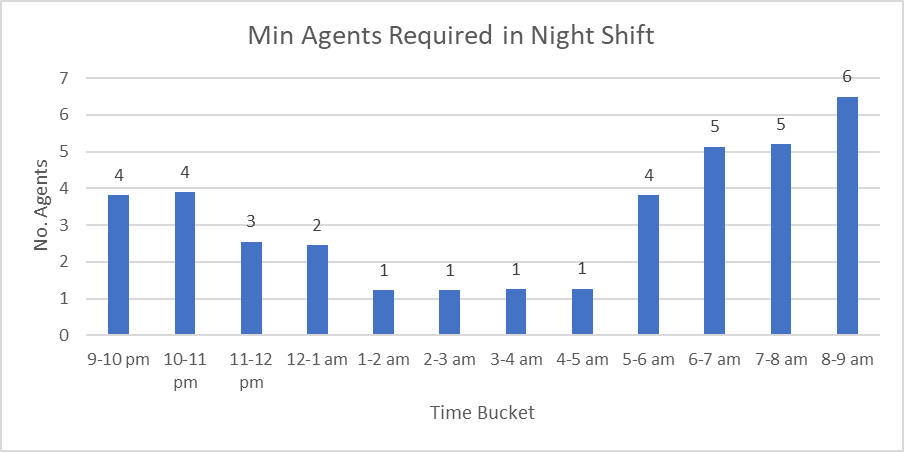 Min Agents Required in Night Shift
No. Agents
7
6
5
4
3
2
1
0
4
4
3
2
1
1
1
1
4
5
5
6
9-10 pm
10-11
pm
11-12
pm
12-1 am
1-2 am
2-3 am
3-4 am
4-5 am
5-6 am
6-7 am
7-8 am
8-9 am
Time Bucket